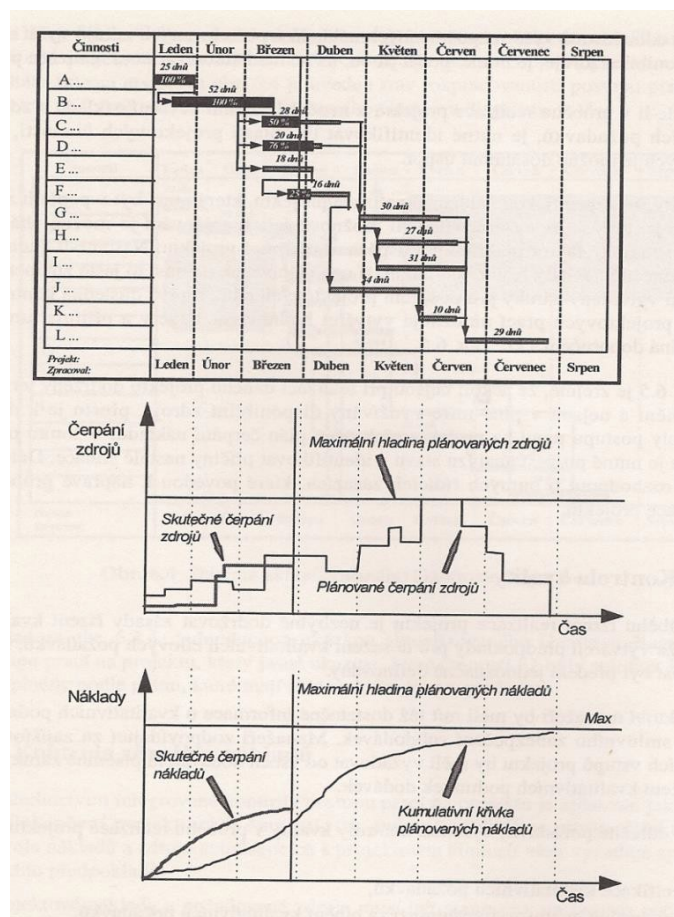 Činnosti Leden Únor Březen Duben Květen Červen Červenec Srpen
25 dnů
A ... 100 %
52 dnů
B ... 100 %
28 dnů
C ... 50 %
20 dnů
D ... 76 %
18 dnů
E ...
16 dnů
F ...
30 dnů
G ...
27 dnů
H ...
31 dnů
I ...
J ...
10 dnů
K ...
29 dnů
L ...
Projekt:
Zpracoval:
Leden Únor Březen Duben Květen Červen Červenec Srpen
Čerpání
zdrojů
Maximální hladina plánovaných zdrojů
Skutečné čerpání
zdrojů
Plánované čerpání zdrojů
Čas
Náklady
Maximální hladina plánovaných nákladů
Max
Skutečné čerpání
nákladů
Kumulativní křivka
plánovaných nákladů
Čas